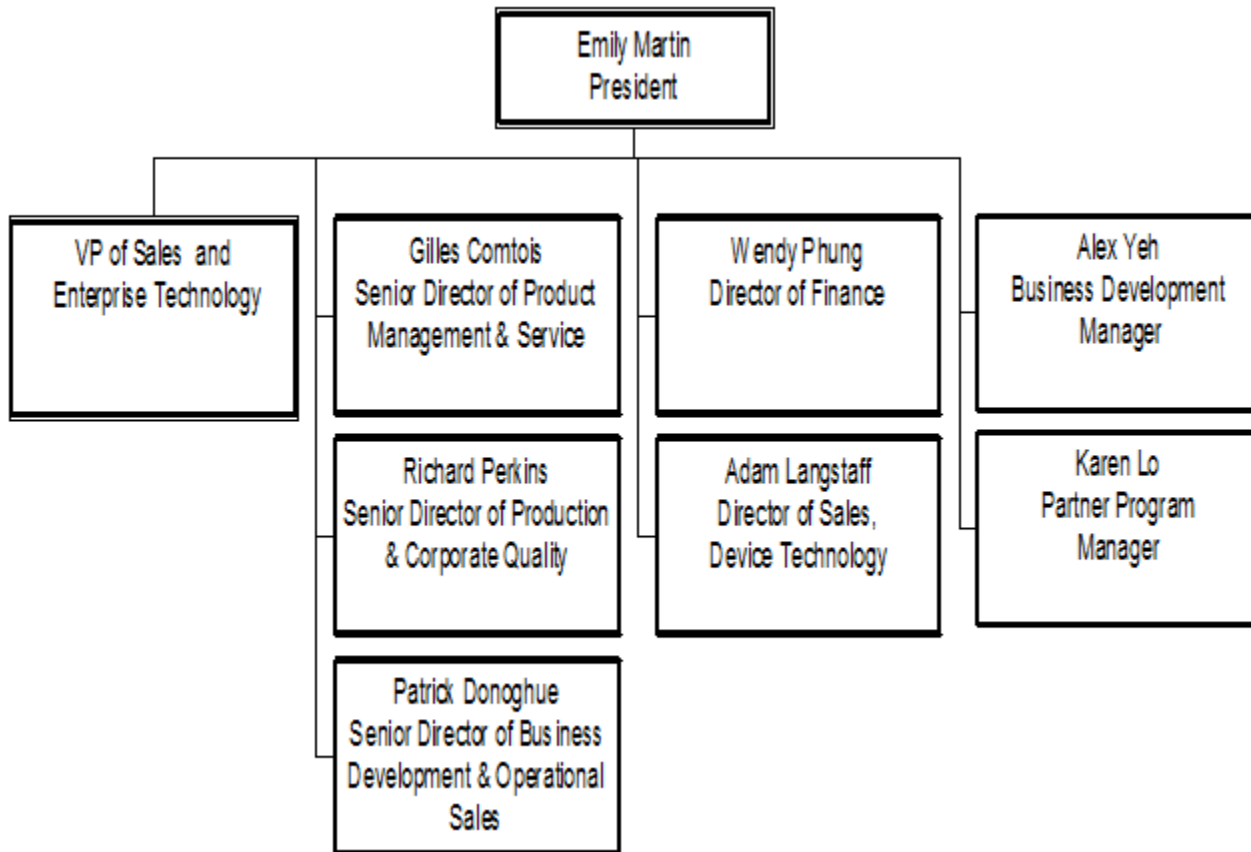 Emily Martin
President
VP of Sales and
Enterprise Technology
Gilles Comtois
Senior Director of Product
Management & Service
Wendy Phung
Director of Finance
Alex Yeh
Business Development
Manager
Richard Perkins
Senior Director of Production
& Corporate Quality
Adam Langstaff
Director of Sales,
Device Technology
Karen Lo
Partner Program
Manager
Patrick Donoghue
Senior Director of Business
Development & Operational
Sales